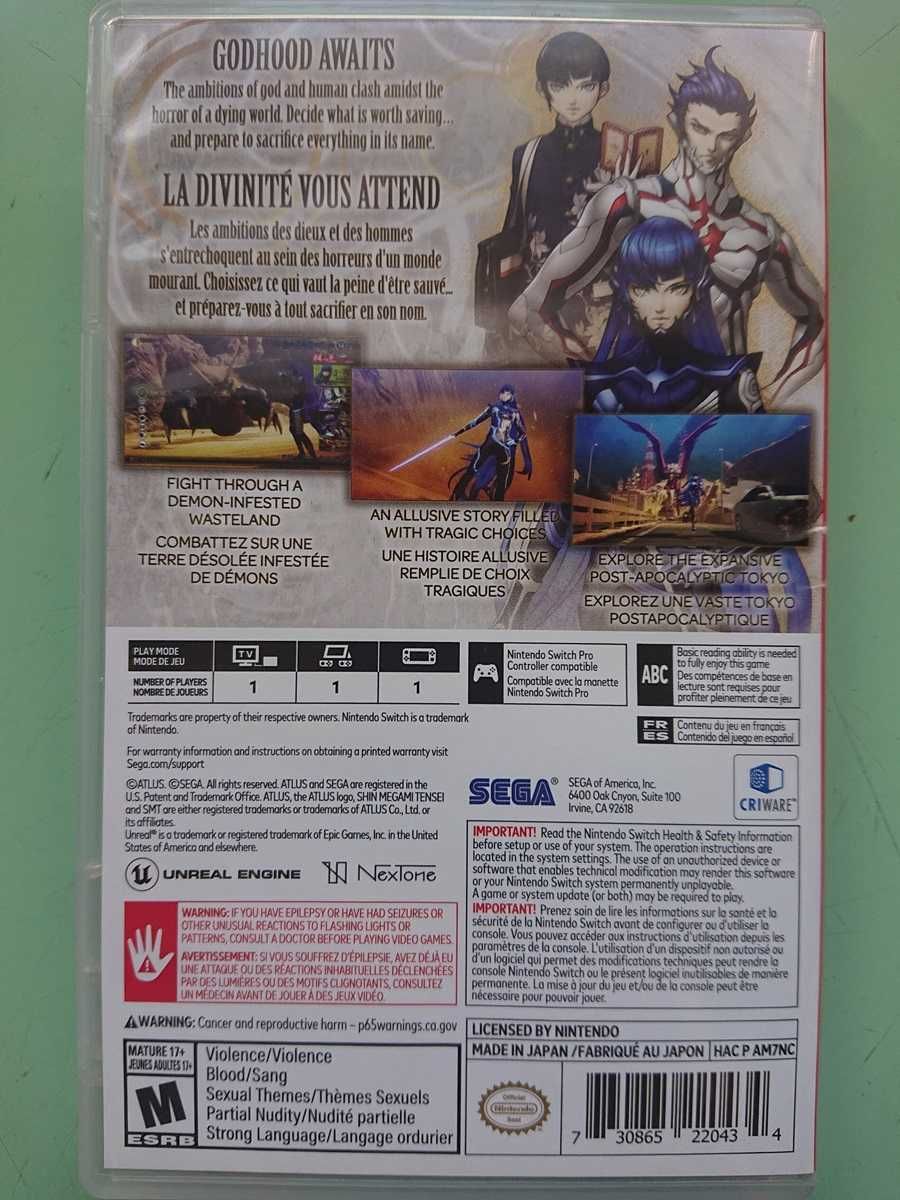 GODHOOD AWAITS
The ambitions of god and human clash amidst the
horror of a dying world. Decide what is worth saving...
and prepare to sacrifice everything in its name.
LA DIVINITÉ VOUS ATTEND
Les ambitions des dieux et des hommes
s'entrechoquent au sein des horreurs d'un monde
mourant. Choisissez ce qui vaut la peine d'être sauvé...
et préparez-vous à tout sacrifier en son nom.
FIGHT THROUGH A
DEMON-INFESTED
WASTELAND
COMBATTEZ SUR UNE
TERRE DÉSOLÉE INFESTÉE
DE DÉMONS
AN ALLUSIVE STORY FILLED
WITH TRAGIC CHOICES
UNE HISTOIRE ALLUSIVE
REMPLIE DE CHOIX
TRAGIQUES
EXPLORE THE EXPANSIVE
POST-APOCALYPTIC TOKYO
EXPLOREZ UNE VASTE TOKYO
POSTAPOCALYPTIQUE
PLAY MODE
MODE DE JEU
TV
NUMBER OF PLAYERS
NOMBRE DE JOUEURS
1
1
1
Nintendo Switch Pro
Controller compatible
Compatible avec la manette
Nintendo Switch Pro
ABC
Basic reading ability is needed
to fully enjoy this game
Des compétences de base en
lecture sont requises pour
profiter pleinement de ce jeu
FR
ES
Contenu du jeu en français
Contenido del juego en español
Trademarks are property of their respective owners. Nintendo Switch is a trademark
of Nintendo.
For warranty information and instructions on obtaining a printed warranty visit
Sega.com/support
©ATLUS. ©SEGA. All rights reserved. ATLUS and SEGA are registered in the
U.S. Patent and Trademark Office. ATLUS, the ATLUS logo, SHIN MEGAMI TENSEI
and SMT are either registered trademarks or trademarks of ATLUS Co., Ltd. or
its affiliates.
Unreal® is a trademark or registered trademark of Epic Games, Inc. in the United
States of America and elsewhere.
UNREAL ENGINE
NexTone
SEGA®
SEGA of America, Inc.
6400 Oak Cnyon, Suite 100
Irvine, CA 92618
CRIWARE™
WARNING: IF YOU HAVE EPILEPSY OR HAVE HAD SEIZURES OR
OTHER UNUSUAL REACTIONS TO FLASHING LIGHTS OR
PATTERNS, CONSULT A DOCTOR BEFORE PLAYING VIDEO GAMES.
AVERTISSEMENT: SI VOUS SOUFFREZ D'ÉPILEPSIE, AVEZ DÉJÀ EU
UNE ATTAQUE OU DES RÉACTIONS INHABITUELLES DÉCLENCHÉES
PAR DES LUMIÈRES OU DES MOTIFS CLIGNOTANTS, CONSULTEZ
UN MÉDECIN AVANT DE JOUER À DES JEUX VIDÉO.
IMPORTANT! Read the Nintendo Switch Health & Safety Information
before setup or use of your system. The operation instructions are
located in the system settings. The use of an unauthorized device or
software that enables technical modification may render this software
or your Nintendo Switch system permanently unplayable.
A game or system update (or both) may be required to play.
IMPORTANT! Prenez soin de lire les informations sur la santé et la
sécurité de la Nintendo Switch avant de configurer ou d'utiliser la
console. Vous pouvez accéder aux instructions d'utilisation depuis les
paramètres de la console. L'utilisation d'un dispositif non autorisé ou
d'un logiciel qui permet des modifications techniques peut rendre la
console Nintendo Switch ou le présent logiciel inutilisables de manière
permanente. La mise à jour du jeu et/ou de la console peut être
nécessaire pour pouvoir jouer.
WARNING: Cancer and reproductive harm – p65warnings.ca.gov
MATURE 17+
JEUNES ADULTES 17+
M
ESRB
Violence/Violence
Blood/Sang
Sexual Themes/Thèmes Sexuels
Partial Nudity/Nudité partielle
Strong Language/Langage ordurier
LICENSED BY NINTENDO
MADE IN JAPAN /FABRIQUÉ AU JAPON
HAC P AM7NC
Official
Nintendo
Seal
7 30865 22043 4